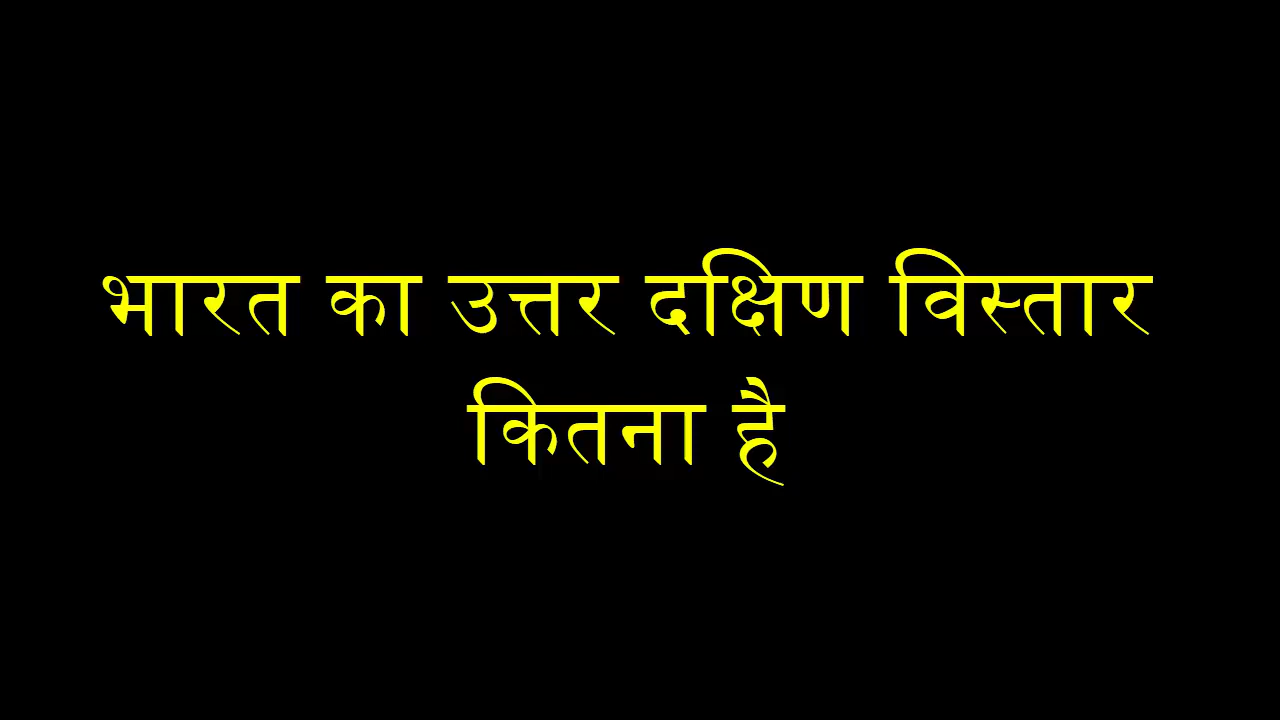 भारत का उत्तर दक्षिण विस्तार
कितना है